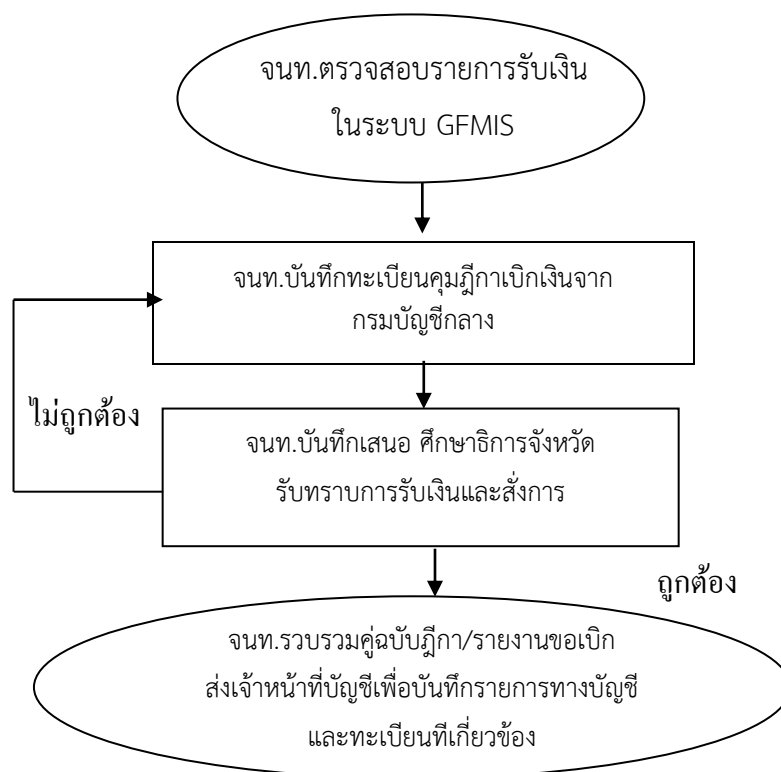 จนท.ตรวจสอบรายการรับเงิน
ในระบบ GFMIS
จนท.บันทึกทะเบียนคุมฎีกาเบิกเงินจาก
กรมบัญชีกลาง
ไม่ถูกต้อง
จนท.บันทึกเสนอ ศึกษาธิการจังหวัด
รับทราบการรับเงินและสั่งการ
ถูกต้อง
จนท.รวบรวมคู่ฉบับฎีกา/รายงานขอเบิก
ส่งเจ้าหน้าที่บัญชีเพื่อบันทึกรายการทางบัญชี
และทะเบียนทีเกี่ยวข้อง